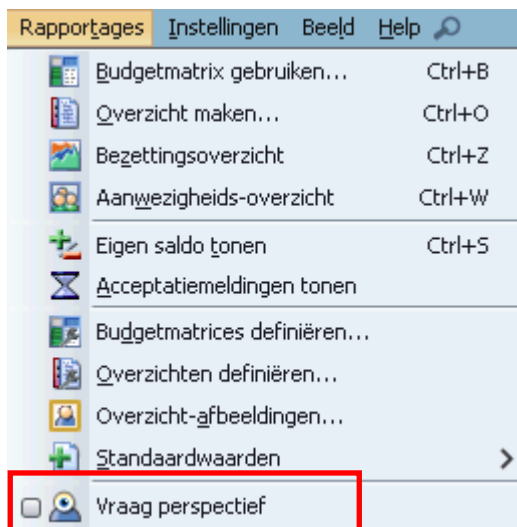 Rapportages Instellingen Beeld Help
Budgetmatrix gebruiken... Ctrl+B
Overzicht maken... Ctrl+O
Bezettingsoverzicht Ctrl+Z
Aanwezigheids-overzicht Ctrl+W
Eigen saldo tonen Ctrl+S
Acceptatiemeldingen tonen
Budgetmatrices definiëren...
Overzichten definiëren...
Overzicht-afbeeldingen...
Standaardwaarden
Vraag perspectief